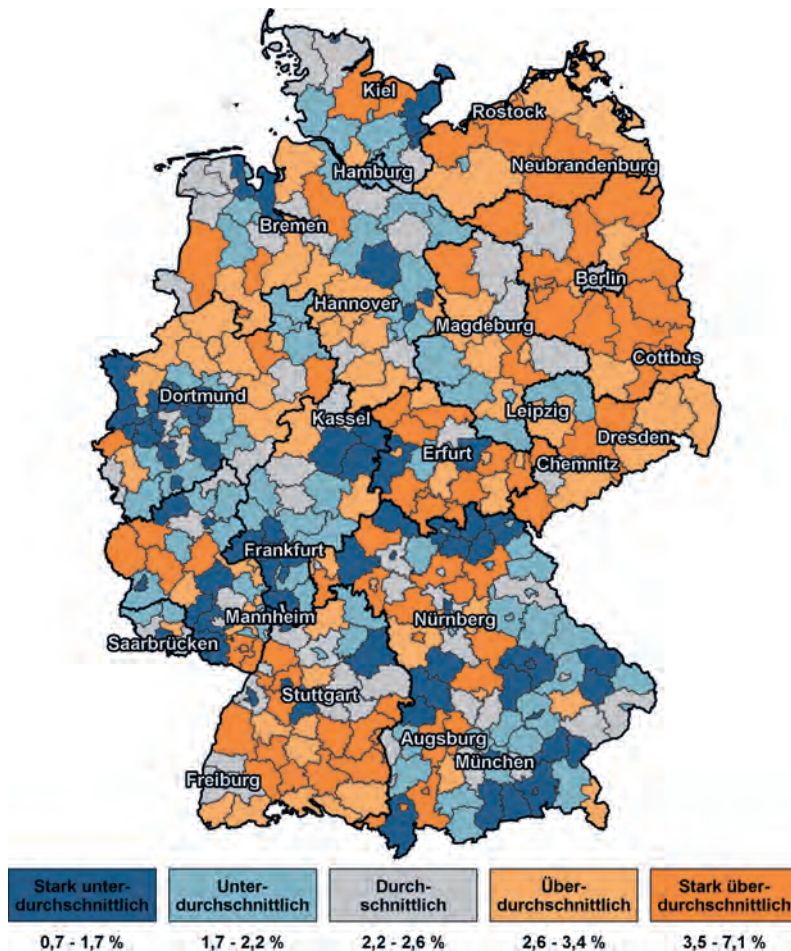 Kiel
Rostock
Hamburg
Neubrandenburg
Bremen
Berlin
Hannover
Magdeburg
Cottbus
Dortmund
Kassel
Leipzig
Erfurt
Dresden
Chemnitz
Frankfurt
Mannheim
Nürnberg
Saarbrücken
Stuttgart
Augsburg
München
Freiburg
Stark unter-
durchschnittlich
Unter-
durchschnittlich
Durch-
schnittlich
Über-
durchschnittlich
Stark über-
durchschnittlich
0,7 - 1,7 %
1,7 - 2,2 %
2,2 - 2,6 %
2,6 - 3,4 %
3,5 - 7,1 %